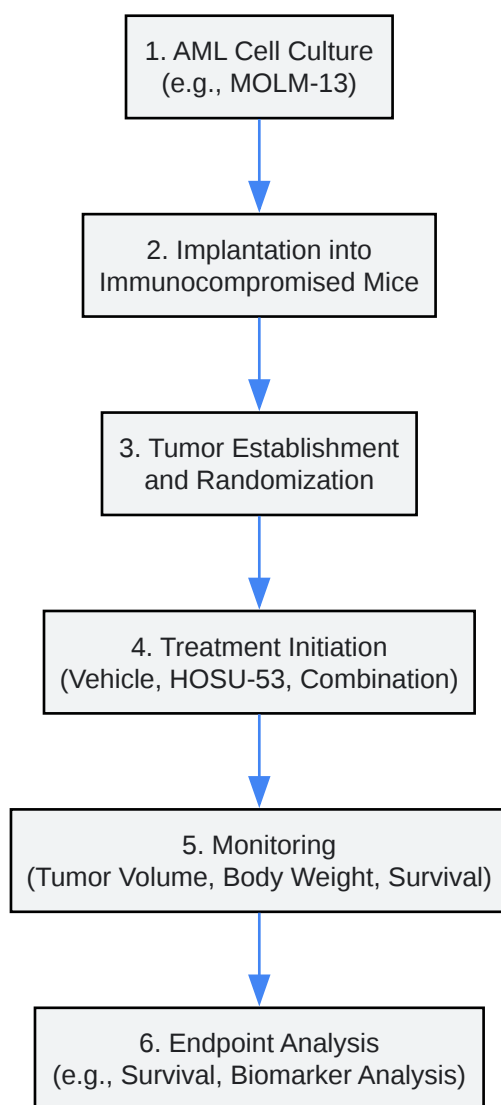 1. AML Cell Culture
(e.g., MOLM-13)
2. Implantation into
Immunocompromised Mice
3. Tumor Establishment
and Randomization
4. Treatment Initiation
(Vehicle, HOSU-53, Combination)
5. Monitoring
(Tumor Volume, Body Weight, Survival)
6. Endpoint Analysis
(e.g., Survival, Biomarker Analysis)